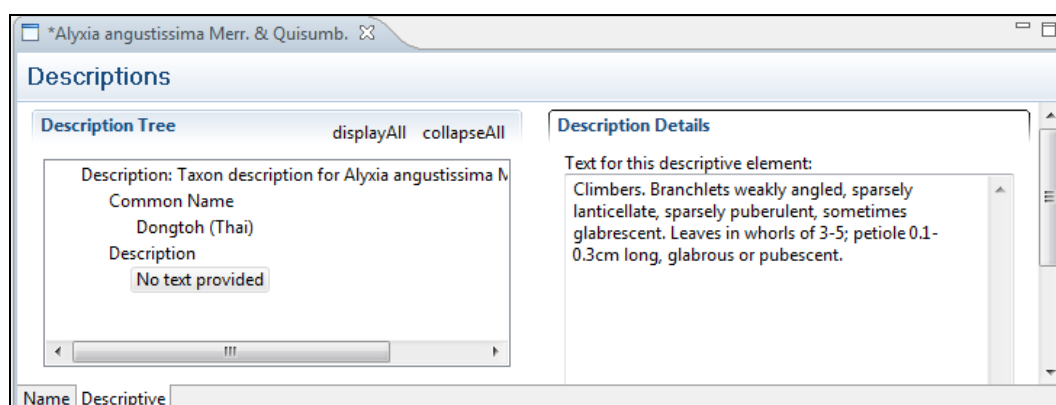 *Alyxia angustissima Merr. & Quisumb.
Descriptions
Description Tree
displayAll collapseAll
Description: Taxon description for Alyxia angustissima M
Common Name
Dongtoh (Thai)
Description
No text provided
Description Details
Text for this descriptive element:
Climbers. Branchlets weakly angled, sparsely
lanticellate, sparsely puberulent, sometimes
glabrescent. Leaves in whorls of 3-5; petiole 0.1-
0.3cm long, glabrous or pubescent.
Name Descriptive